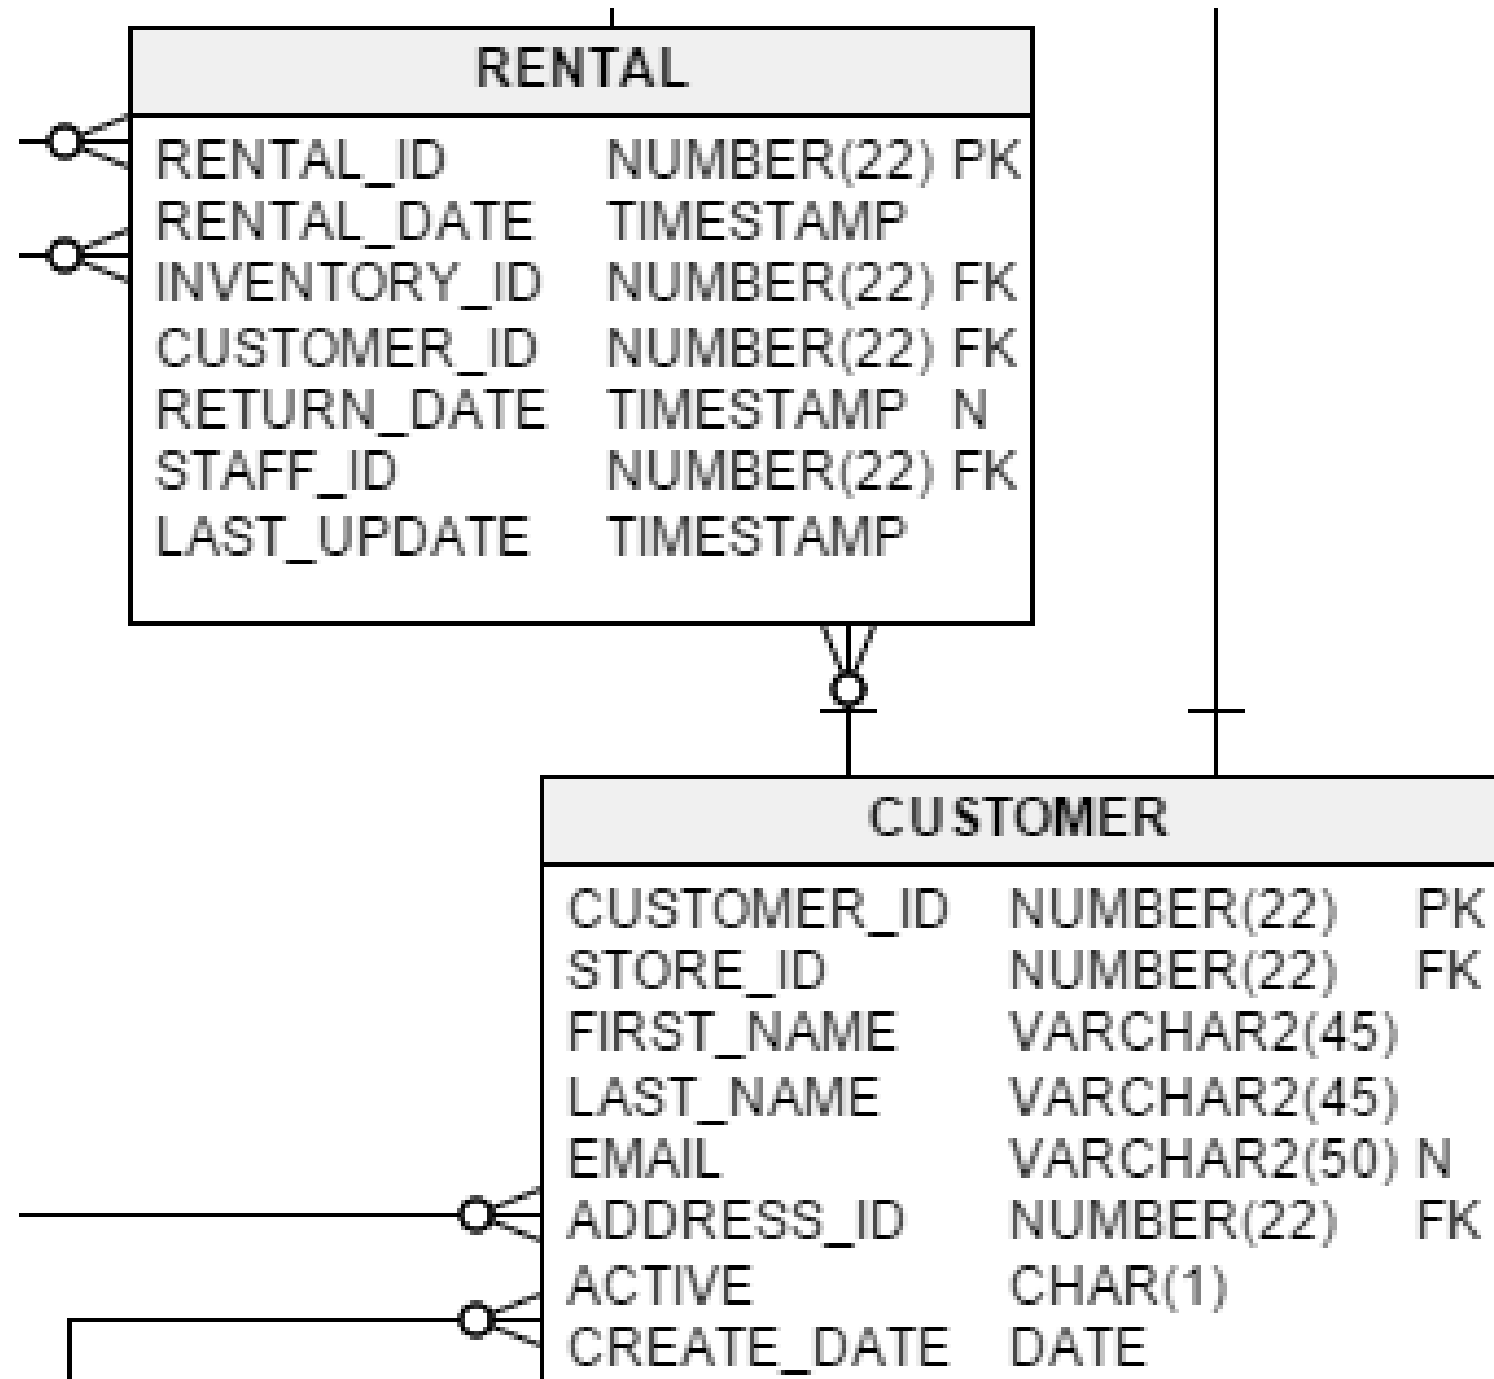 RENTAL
RENTAL_ID NUMBER(22) PK
RENTAL_DATE TIMESTAMP
INVENTORY_ID NUMBER(22) FK
CUSTOMER_ID NUMBER(22) FK
RETURN_DATE TIMESTAMP N
STAFF_ID NUMBER(22) FK
LAST_UPDATE TIMESTAMP
CUSTOMER
CUSTOMER_ID NUMBER(22) PK
STORE_ID NUMBER(22) FK
FIRST_NAME VARCHAR2(45)
LAST_NAME VARCHAR2(45)
EMAIL VARCHAR2(50) N
ADDRESS_ID NUMBER(22) FK
ACTIVE CHAR(1)
CREATE_DATE DATE